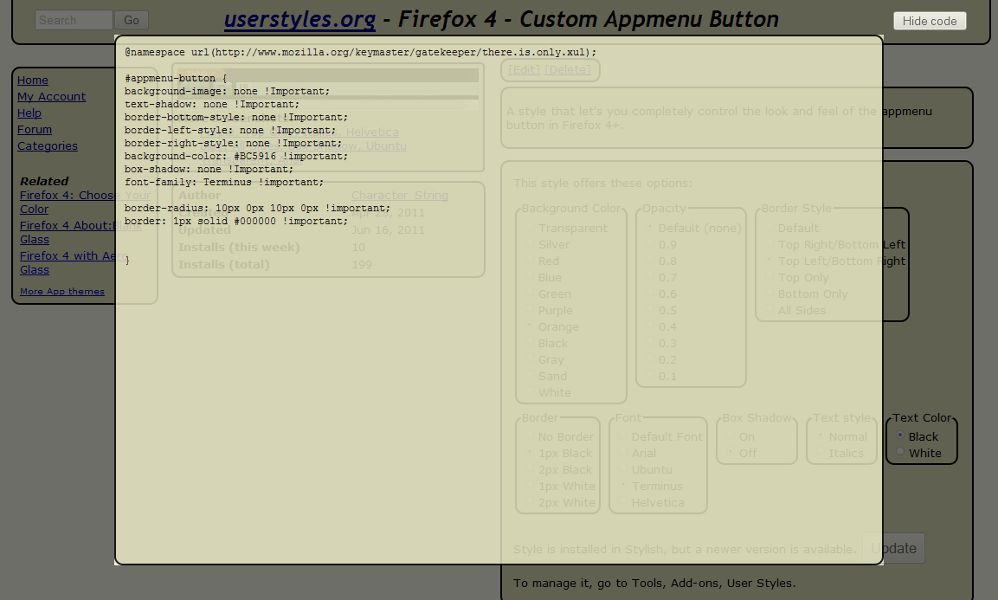 Search Go userstyles.org - Firefox 4 - Custom Appmenu Button Hide code
@namespace url(http://www.mozilla.org/keymaster/gatekeeper/there.is.only.xul);
#appmenu-button {
background-image: none !Important;
text-shadow: none !Important;
border-bottom-style: none !Important;
border-left-style: none !Important;
border-right-style: none !Important;
background-color: #BC5916 !important;
box-shadow: none !Important;
font-family: Terminus !important;
border-radius: 10px 0px 10px 0px !important;
border: 1px solid #000000 !important;
}
Home
My Account
Help
Forum
Categories
Related
Firefox 4: Choose Your
Color
Firefox 4 About:Blank
Glass
Firefox 4 with Aero
Glass
More App themes
Helvetica
Ubuntu
Author Character_String
2011
Updated Jun 16, 2011
Installs (this week) 10
Installs (total) 199
[Edit] [Delete]
A style that let's you completely control the look and feel of the appmenu
button in Firefox 4+.
This style offers these options:
Background Color
Transparent
Silver
Red
Blue
Green
Purple
Orange
Black
Gray
Sand
White
Opacity
Default (none)
0.9
0.8
0.7
0.6
0.5
0.4
0.3
0.2
0.1
Border Style
Default
Top Right/Bottom Left
Top Left/Bottom Right
Top Only
Bottom Only
All Sides
Border
No Border
1px Black
2px Black
1px White
2px White
Font
Default Font
Arial
Ubuntu
Terminus
Helvetica
Box Shadow
On
Off
Text style
Normal
Italics
Text Color
Black
White
Style is installed in Stylish, but a newer version is available. Update
To manage it, go to Tools, Add-ons, User Styles.